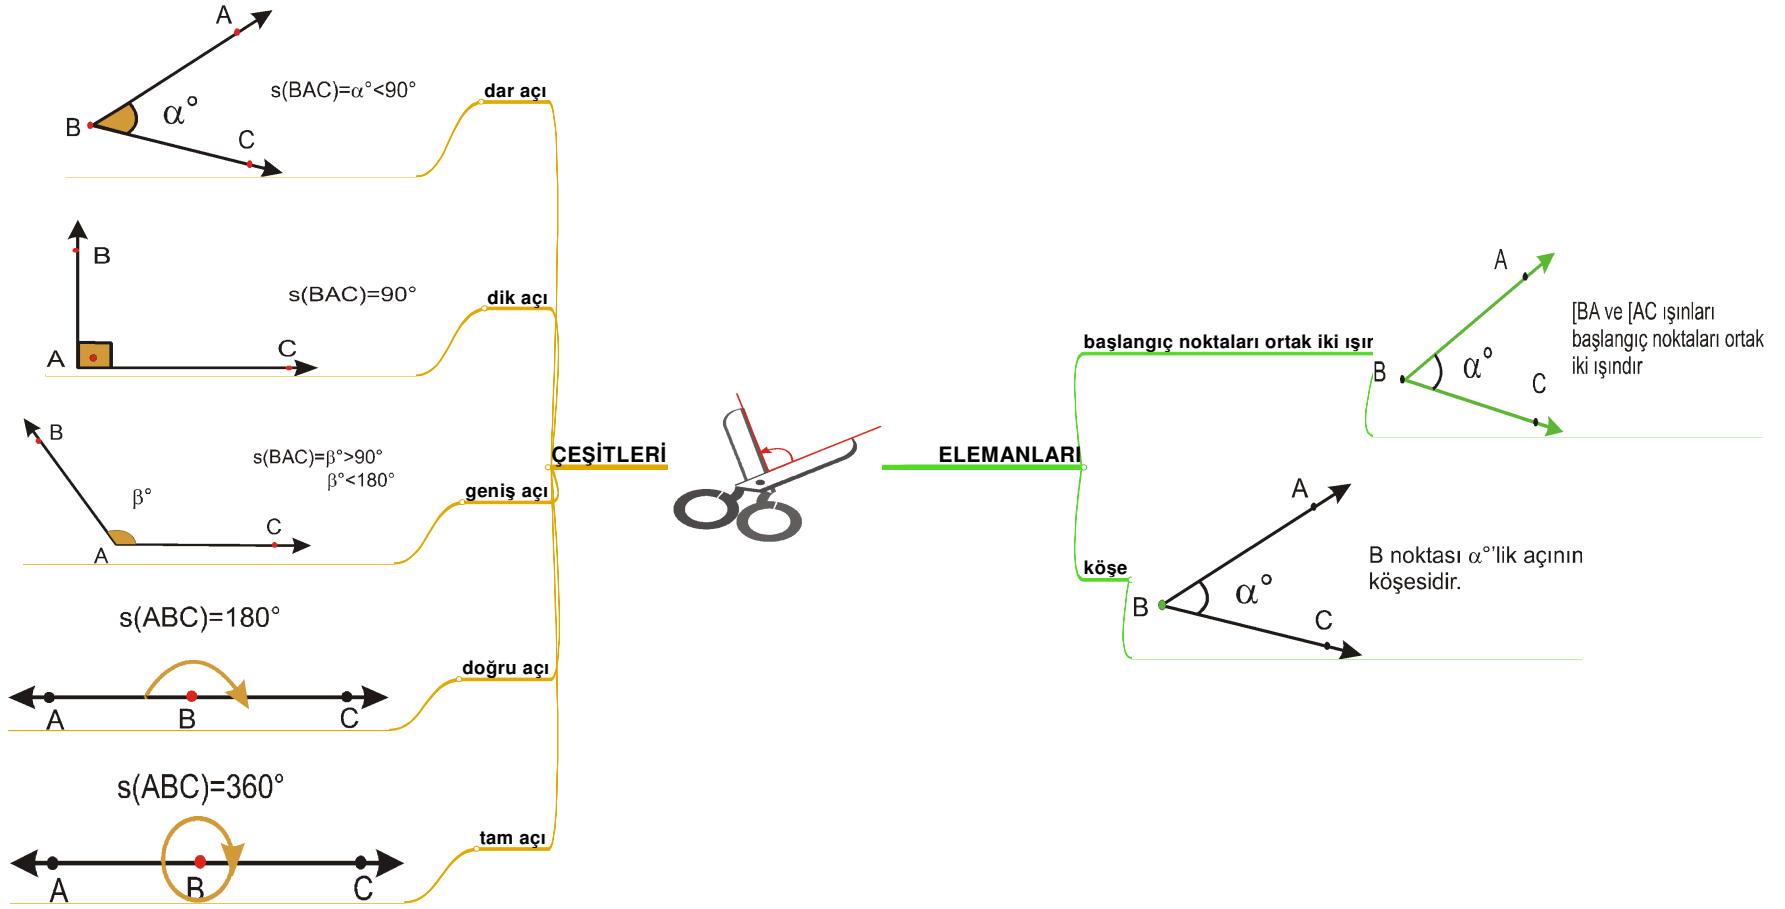 A
s(BAC)=α°<90°
dar açı
α°
B
C
B
s(BAC)=90°
dik açı
A
C
B
s(BAC)=β°>90°
β°<180°
β°
geniş açı
A
C
s(ABC)=180°
doğru açı
A
B
C
s(ABC)=360°
tam açı
A
B
C
ÇEŞİTLERİ
ELEMANLARI
başlangıç noktaları ortak iki ışın
A
[BA ve [AC ışınları
başlangıç noktaları ortak
iki ışındır
B
α°
C
köşe
A
B noktası α°'lik açının
köşesidir.
B
α°
C